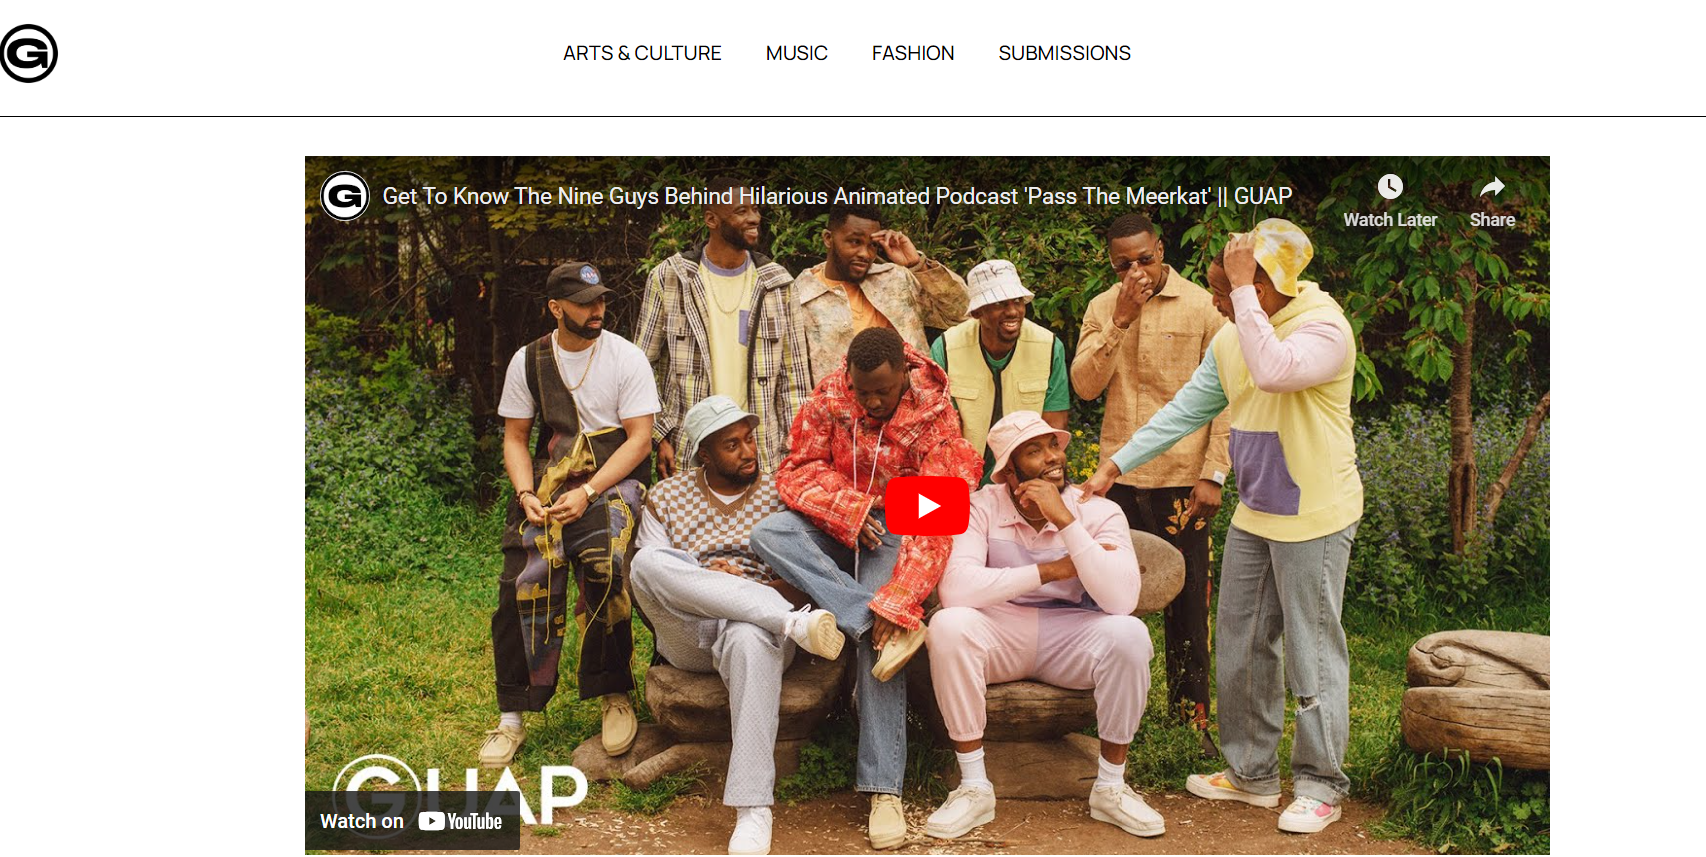 G
ARTS & CULTURE MUSIC FASHION SUBMISSIONS
G Get To Know The Nine Guys Behind Hilarious Animated Podcast 'Pass The Meerkat' || GUAP
Watch Later Share
NASA
GUAP
Watch on YouTube